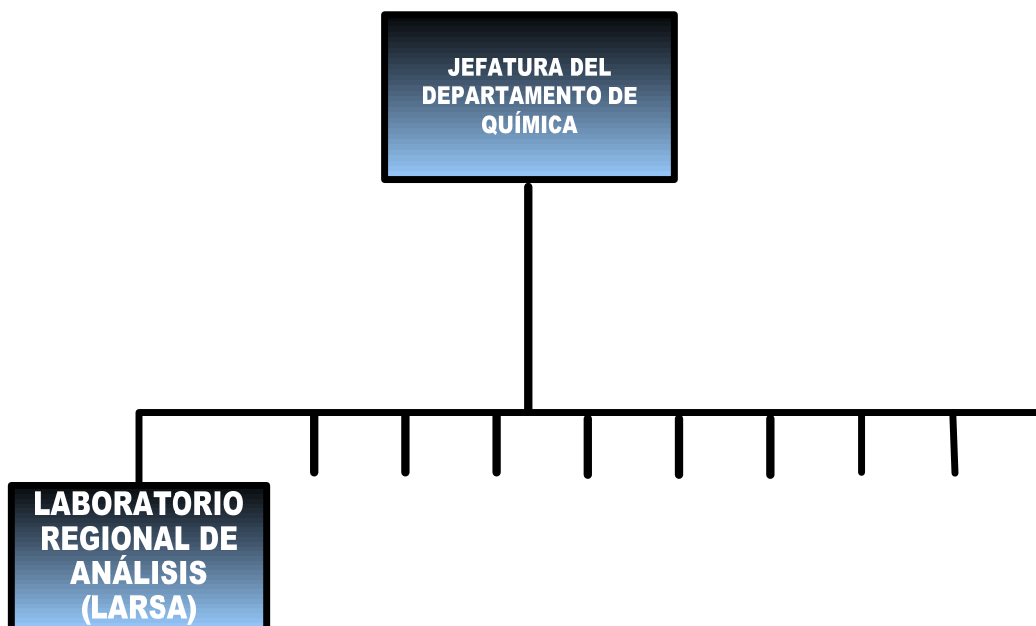 JEFATURA DEL
DEPARTAMENTO DE
QUÍMICA
LABORATORIO
REGIONAL DE
ANÁLISIS
(LARSA)